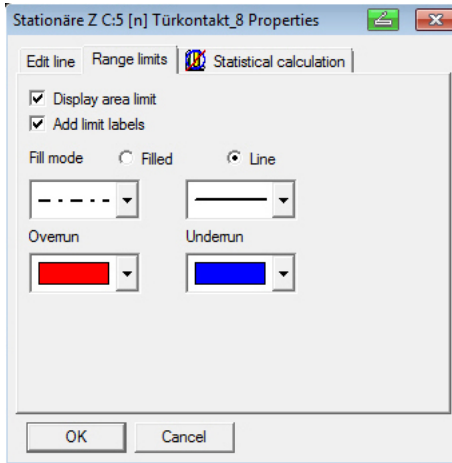 Stationäre Z C:5 [n] Türkontakt_8 Properties
Edit line Range limits Statistical calculation
Display area limit
Add limit labels
Fill mode Filled Line
Overrun Underrun
OK Cancel